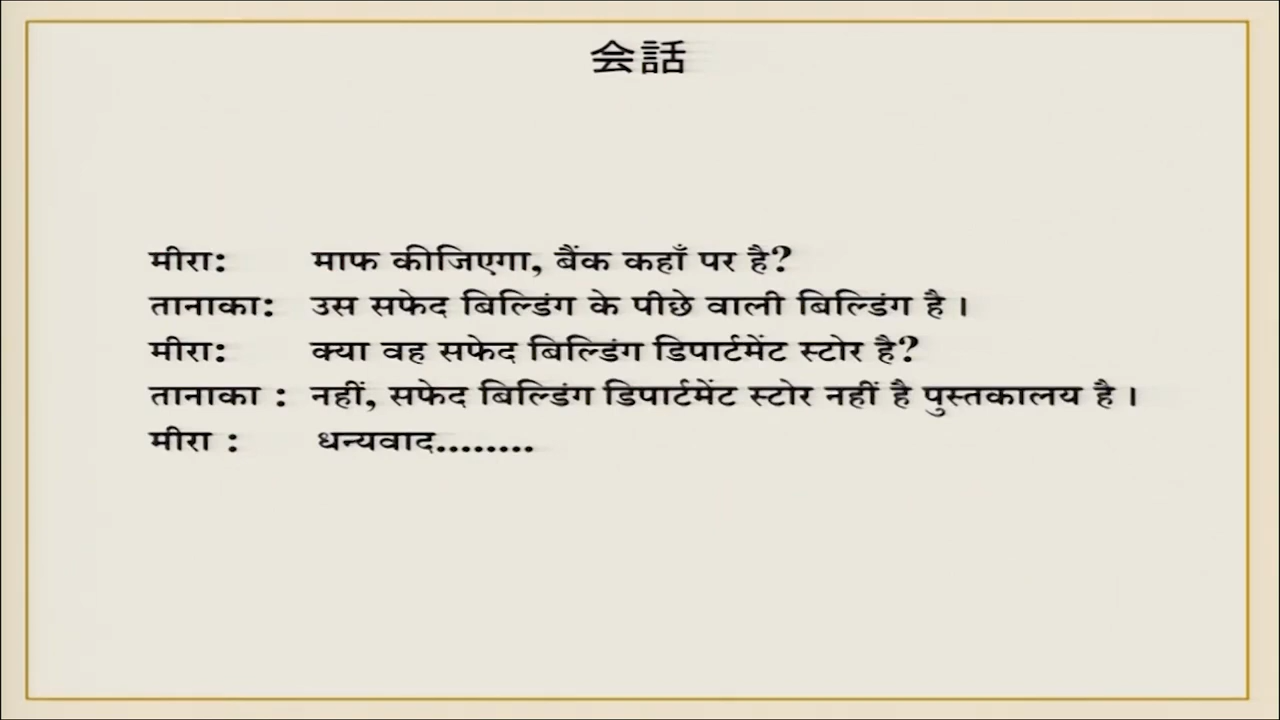 会話
मीरा: माफ कीजिएगा, बैंक कहाँ पर है?
तानाका: उस सफेद बिल्डिंग के पीछे वाली बिल्डिंग है ।
मीरा: क्या वह सफेद बिल्डिंग डिपार्टमेंट स्टोर है?
तानाका : नहीं, सफेद बिल्डिंग डिपार्टमेंट स्टोर नहीं है पुस्तकालय है ।
मीरा : धन्यवाद........